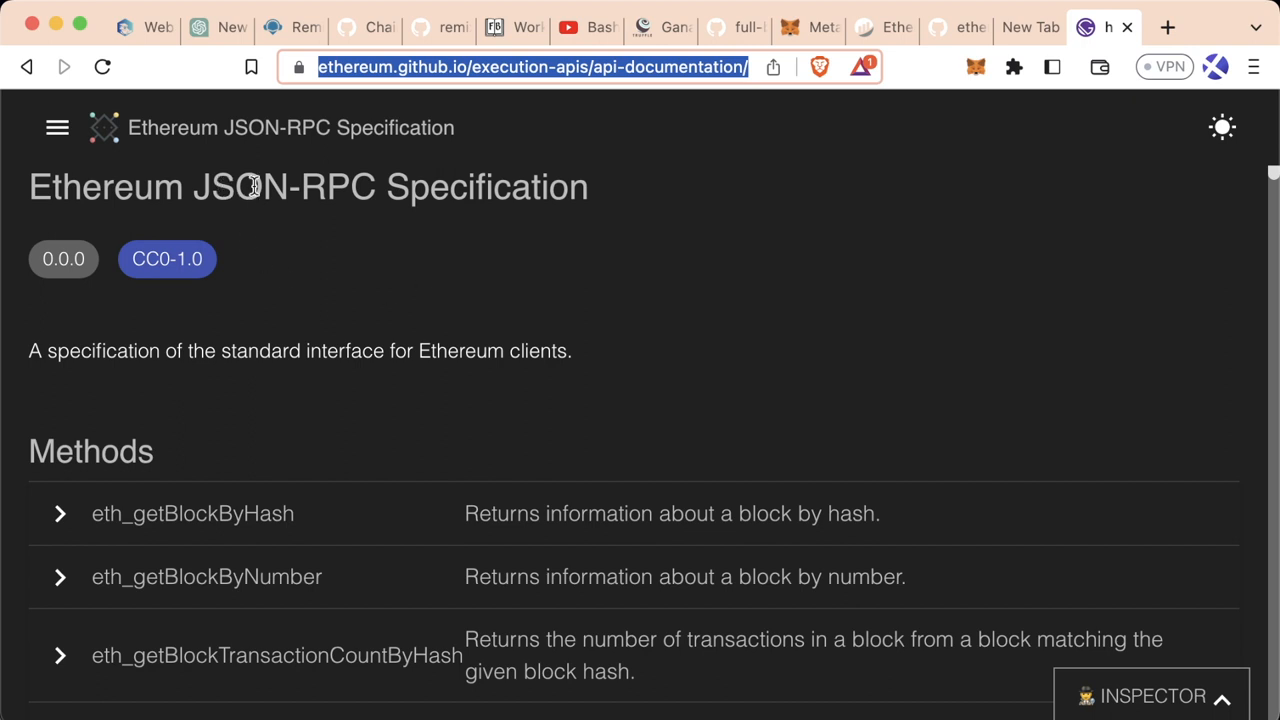 Web
New
Rem
Chai
remi
Wor
Bash
Gana
full-
Meta
Ethe
ethe
New Tab
h
ethereum.github.io/execution-apis/api-documentation/
1
VPN
Ethereum JSON-RPC Specification
Ethereum JSON-RPC Specification
0.0.0
CC0-1.0
A specification of the standard interface for Ethereum clients.
Methods
eth_getBlockByHash
Returns information about a block by hash.
eth_getBlockByNumber
Returns information about a block by number.
eth_getBlockTransactionCountByHash
Returns the number of transactions in a block from a block matching the
given block hash.
INSPECTOR